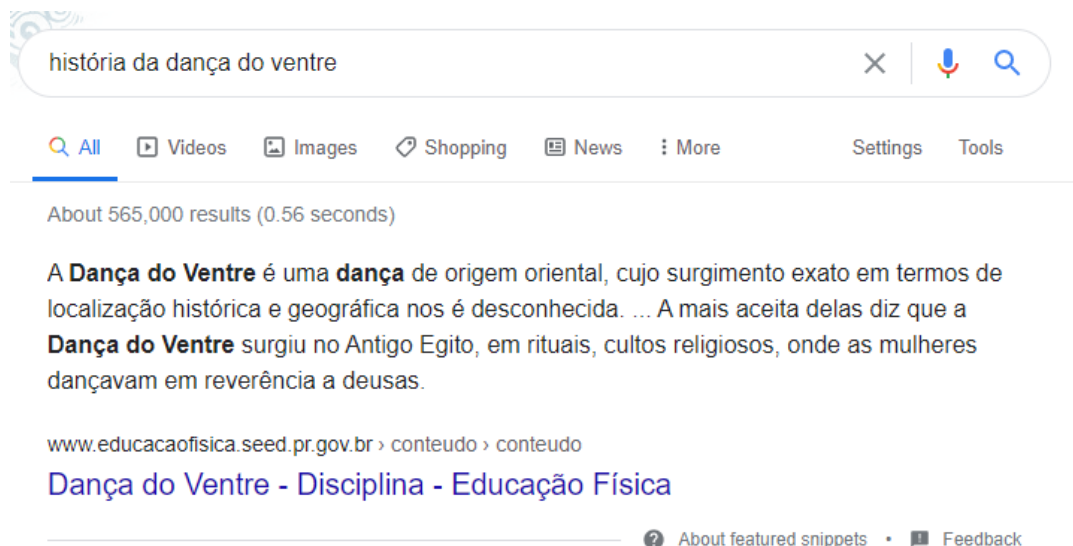 história da dança do ventre
All Videos Images Shopping News More Settings Tools
About 565,000 results (0.56 seconds)
A Dança do Ventre é uma dança de origem oriental, cujo surgimento exato em termos de
localização histórica e geográfica nos é desconhecida. ... A mais aceita delas diz que a
Dança do Ventre surgiu no Antigo Egito, em rituais, cultos religiosos, onde as mulheres
dançavam em reverência a deusas.
www.educacaofisica.seed.pr.gov.br › conteudo › conteudo
Dança do Ventre - Disciplina - Educação Física
About featured snippets • Feedback